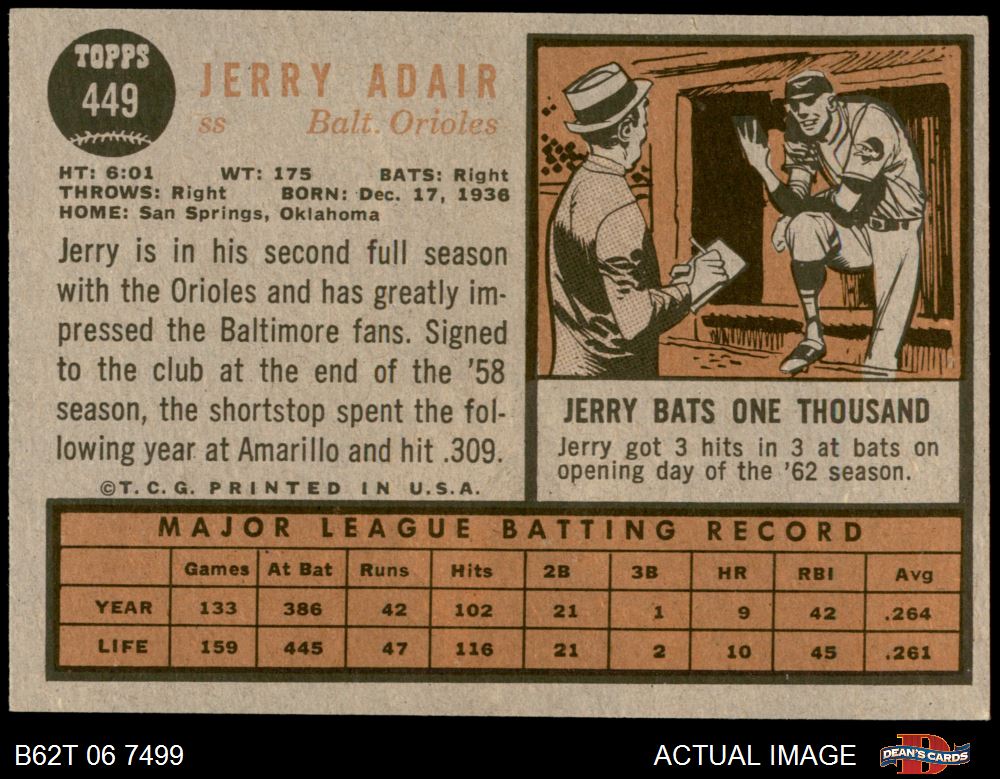 TOPPS
449
JERRY ADAIR
ss Balt. Orioles
HT: 6:01 WT: 175 BATS: Right
THROWS: Right BORN: Dec. 17, 1936
HOME: San Springs, Oklahoma
Jerry is in his second full season
with the Orioles and has greatly im-
pressed the Baltimore fans. Signed
to the club at the end of the '58
season, the shortstop spent the fol-
lowing year at Amarillo and hit .309.
©T.C.G. PRINTED IN U.S.A.
JERRY BATS ONE THOUSAND
Jerry got 3 hits in 3 at bats on
opening day of the '62 season.
MAJOR LEAGUE BATTING RECORD
Games At Bat Runs Hits 2B 3B HR RBI Avg
YEAR 133 386 42 102 21 1 9 42 .264
LIFE 159 445 47 116 21 2 10 45 .261
B62T 06 7499 ACTUAL IMAGE DEAN'S CARDS